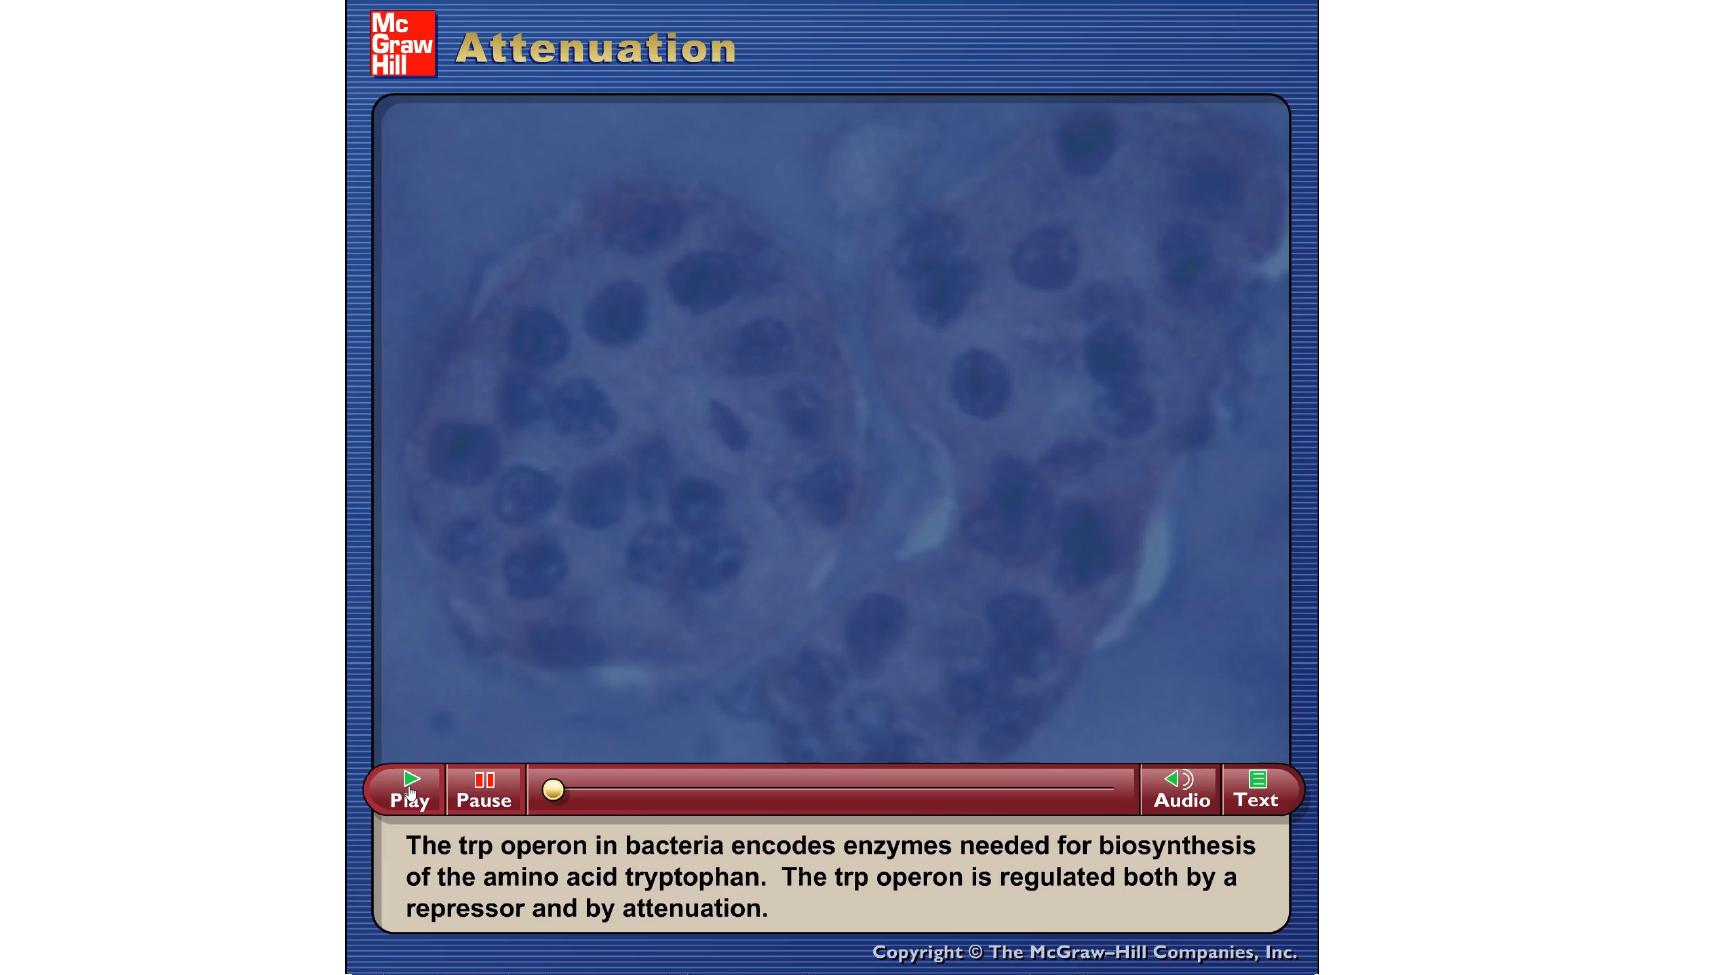 Mc
Graw
Hill
Attenuation
Play
Pause
Audio
Text
The trp operon in bacteria encodes enzymes needed for biosynthesis
of the amino acid tryptophan.  The trp operon is regulated both by a
repressor and by attenuation.
Copyright © The McGraw–Hill Companies, Inc.